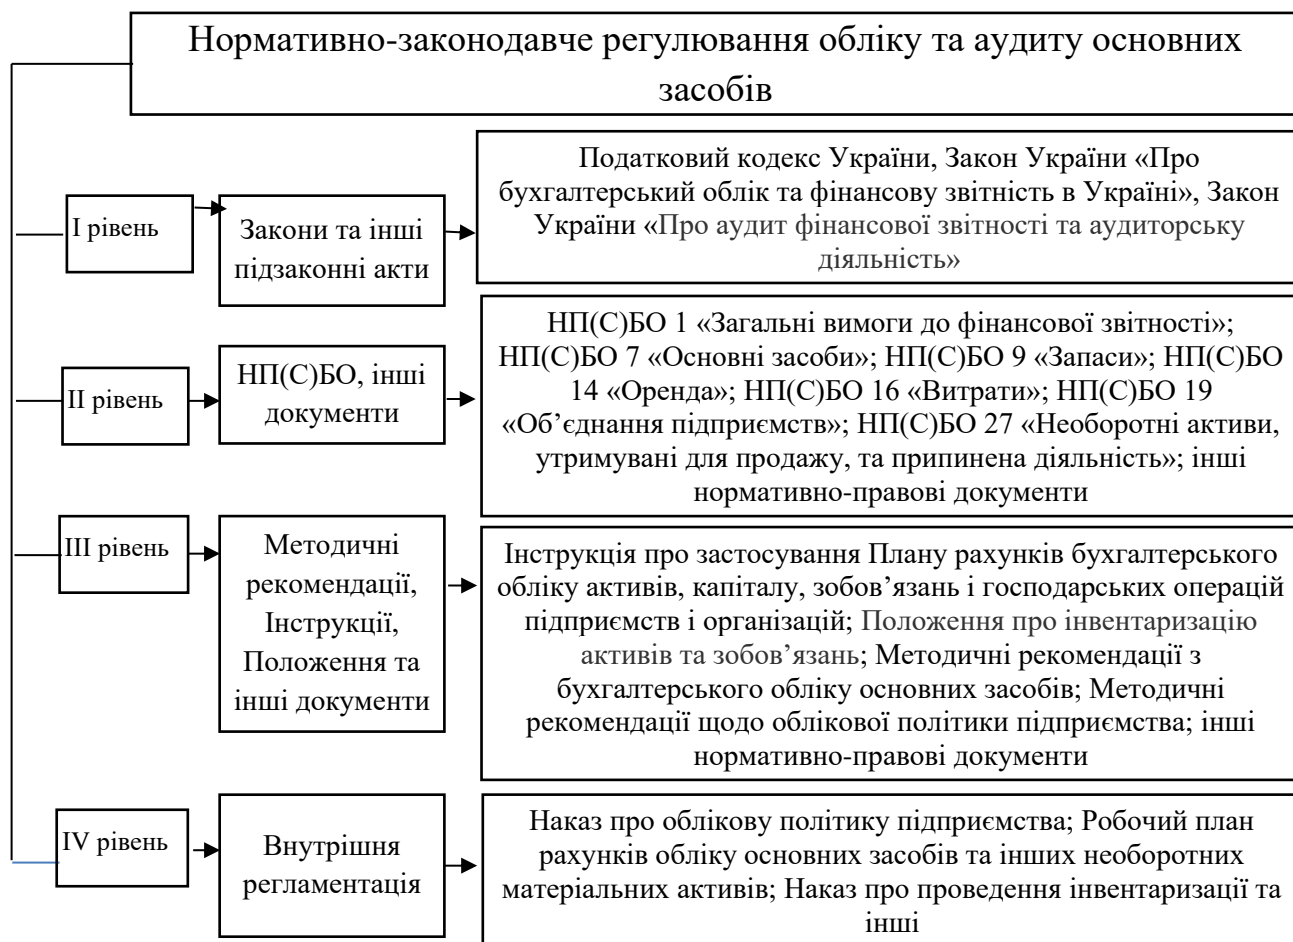 Нормативно-законодавче регулювання обліку та аудиту основних
засобів
І рівень
Закони та інші
підзаконні акти
Податковий кодекс України, Закон України «Про
бухгалтерський облік та фінансову звітність в Україні», Закон
України «Про аудит фінансової звітності та аудиторську
діяльність»
ІІ рівень
НП(С)БО, інші
документи
НП(С)БО 1 «Загальні вимоги до фінансової звітності»;
НП(С)БО 7 «Основні засоби»; НП(С)БО 9 «Запаси»; НП(С)БО
14 «Оренда»; НП(С)БО 16 «Витрати»; НП(С)БО 19
«Об’єднання підприємств»; НП(С)БО 27 «Необоротні активи,
утримувані для продажу, та припинена діяльність»; інші
нормативно-правові документи
ІІІ рівень
Методичні
рекомендації,
Інструкції,
Положення та
інші документи
Інструкція про застосування Плану рахунків бухгалтерського
обліку активів, капіталу, зобов’язань і господарських операцій
підприємств і організацій; Положення про інвентаризацію
активів та зобов’язань; Методичні рекомендації з
бухгалтерського обліку основних засобів; Методичні
рекомендації щодо облікової політики підприємства; інші
нормативно-правові документи
IV рівень
Внутрішня
регламентація
Наказ про облікову політику підприємства; Робочий план
рахунків обліку основних засобів та інших необоротних
матеріальних активів; Наказ про проведення інвентаризації та
інші